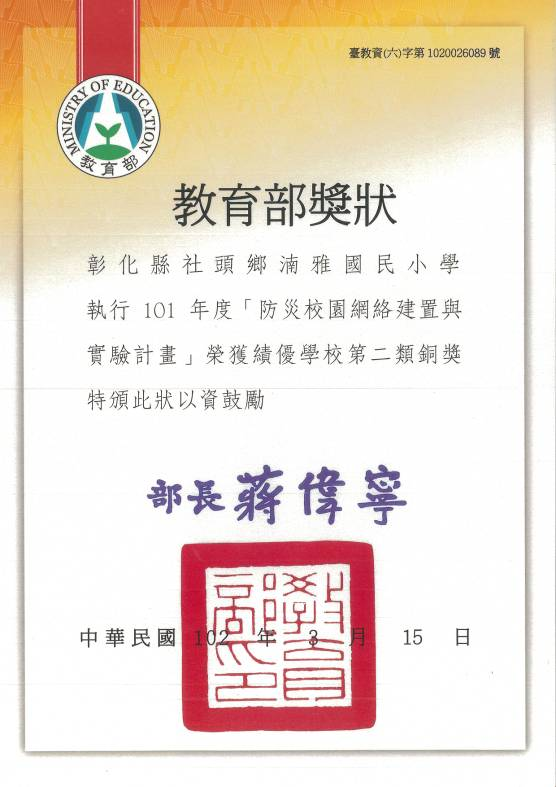 臺教資(六)字第1020026089號
MINISTRY OF EDUCATION
教育部
教育部獎狀
彰化縣社頭鄉湳雅國民小學
執行 101 年度「防災校園網絡建置與
實驗計畫」榮獲績優學校第二類銅獎
特頒此狀以資鼓勵
部長 蔣偉寧
教育部印
中華民國 102 年 3 月 15 日